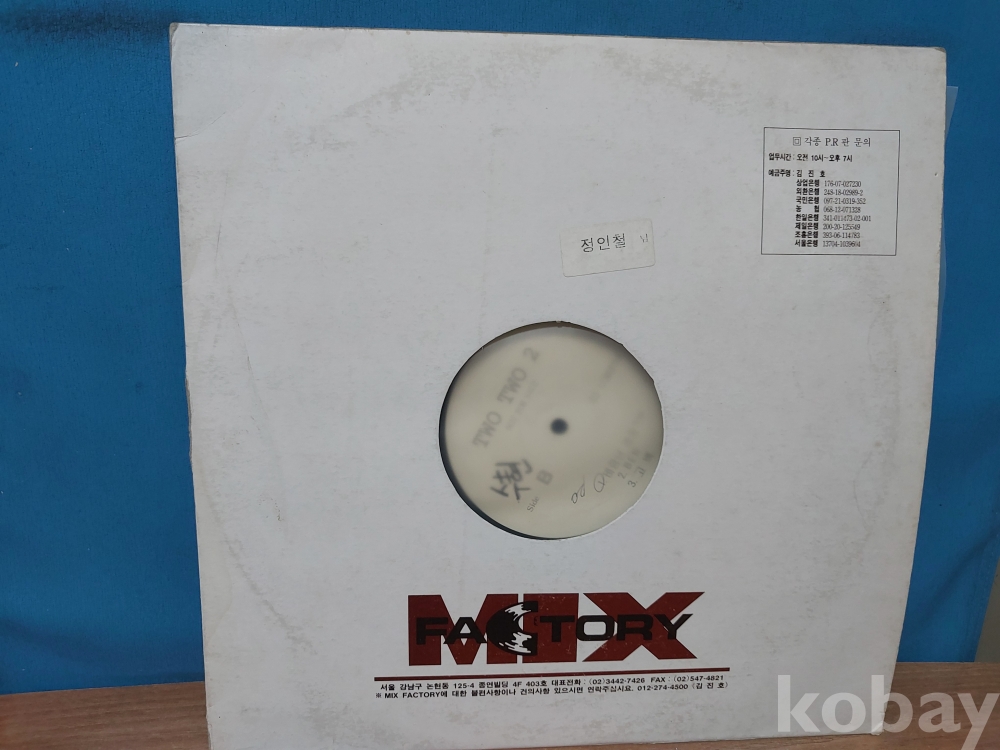 回 각종 P.R 판 문의
업무시간 : 오전 10시~오후 7시
예금주명 : 김 진 호
상업은행 176-07-027230
외환은행 248-18-02989-2
국민은행 097-21-0319-352
농 협 068-12-071328
한일은행 341-011473-02-001
제일은행 200-20-125549
조흥은행 393-06-114783
서울은행 13704-1039604
정인철 님
TWO TWO 2
Side B
3.
MIX
FACTORY
서울 강남구 논현동 125-4 종연빌딩 4F 403호 대표전화 : (02)3442-7426 FAX : (02)547-4821
※ MIX FACTORY에 대한 불편사항이나 건의사항 있으시면 연락주십시요. 012-274-4500 (김 진 호)
kobay